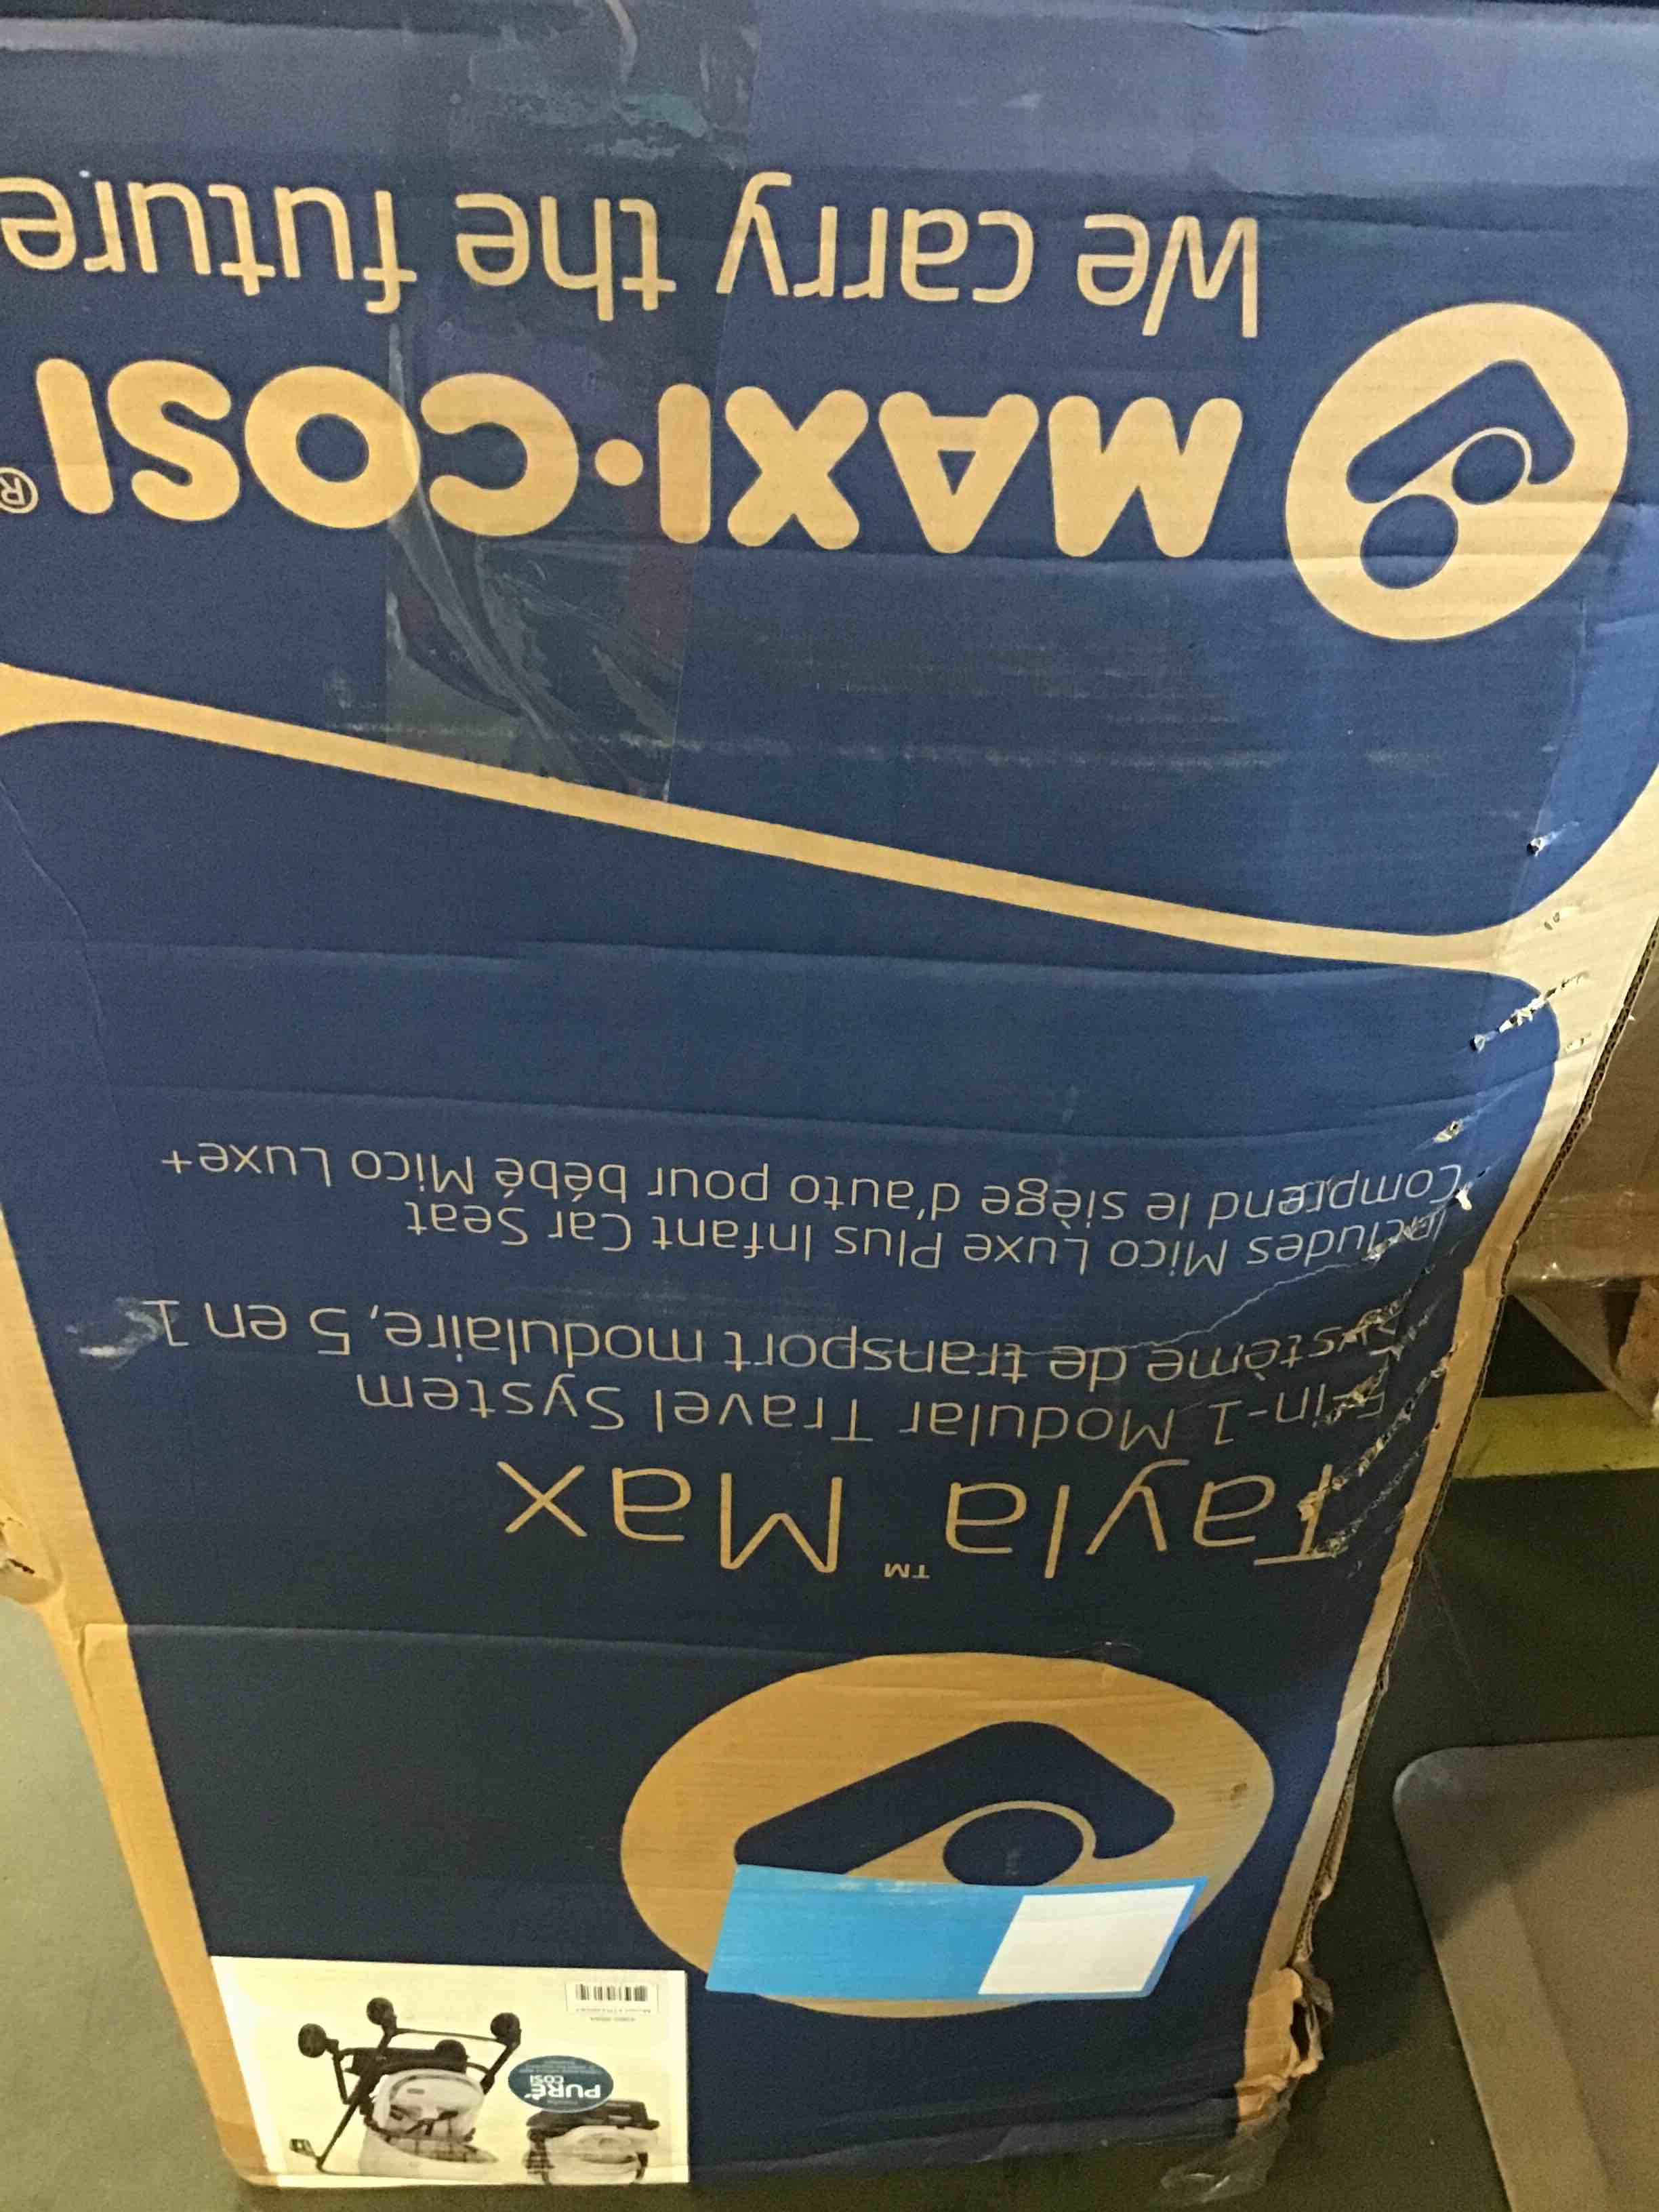 Tayla™ Max
5-in-1 Modular Travel System
Système de transport modulaire, 5 en 1
Includes Mico Luxe Plus Infant Car Seat
Comprend le siège d'auto pour bébé Mico Luxe+
MAXI·COSI®
We carry the future
PURE
COSI